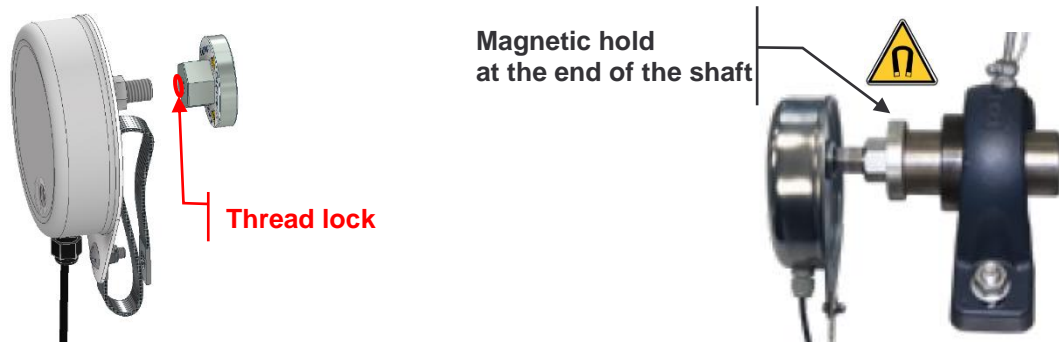 Magnetic hold
at the end of the shaft
Thread lock